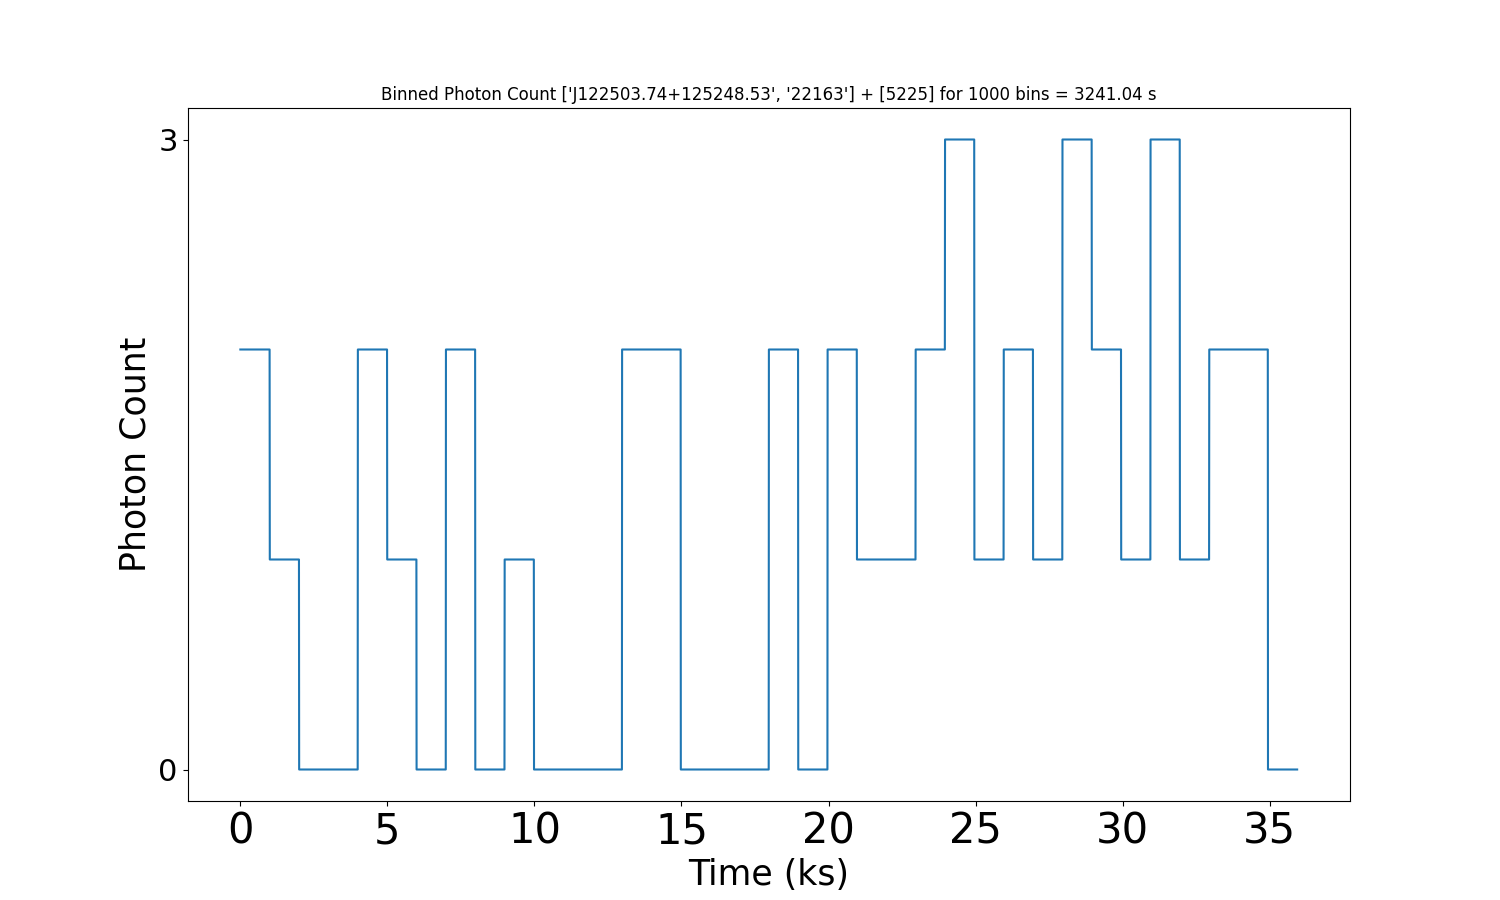 Binned Photon Count ['J122503.74+125248.53', '22163'] + [5225] for 1000 bins = 3241.04 s
3
0
Photon Count
0 5 10 15 20 25 30 35
Time (ks)